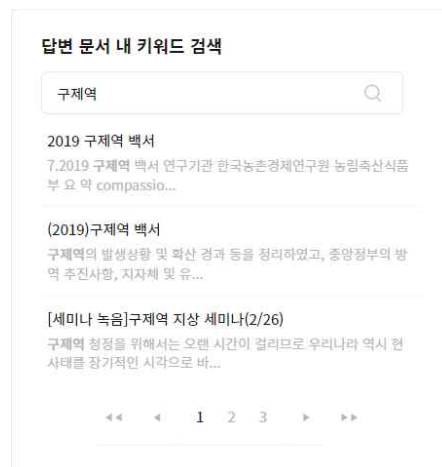 답변 문서 내 키워드 검색
구제역
2019 구제역 백서
7.2019 구제역 백서 연구기관 한국농촌경제연구원 농림축산식품
부 요 약 compassio...
(2019)구제역 백서
구제역의 발생상황 및 확산 경과 등을 정리하였고, 중앙정부의 방
역 추진사항, 지자체 및 유...
[세미나 녹음]구제역 지상 세미나(2/26)
구제역 청정을 위해서는 오랜 시간이 걸리므로 우리나라 역시 현
사태를 장기적인 시각으로 바...
1 2 3